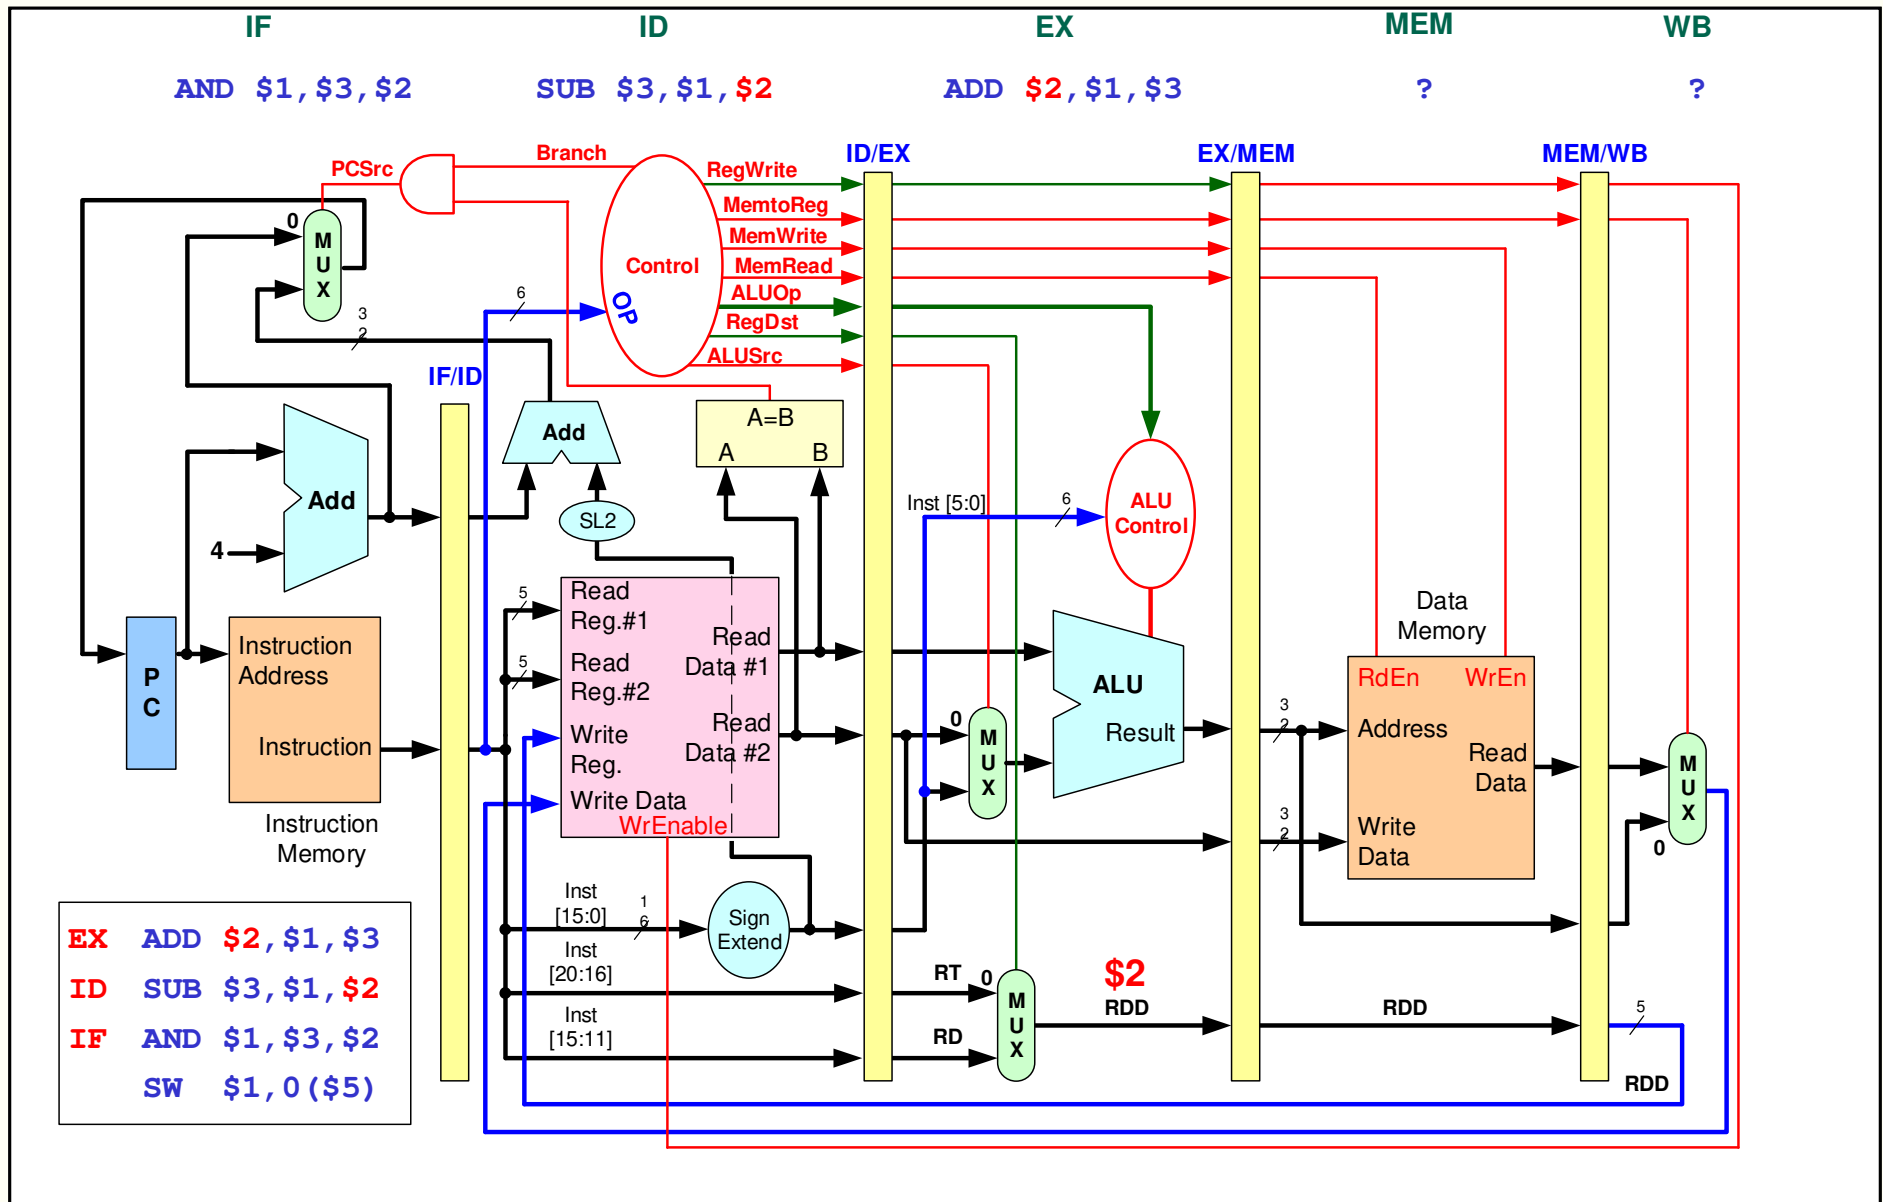 IF ID EX MEM WB
AND $1,$3,$2 SUB $3,$1,$2 ADD $2,$1,$3 ? ?
ID/EX EX/MEM MEM/WB
PCSrc Branch RegWrite
MemtoReg
MemWrite
MemRead
ALUOp
RegDst
ALUSrc
Control
OP
0
M
U
X
6
3
2
IF/ID
Add
A=B
A B
SL2
Add
4
Inst [5:0]
6
ALU
Control
P
C
Instruction
Address
Instruction
Instruction
Memory
5
5
Read
Reg.#1
Read
Reg.#2
Write
Reg.
Write Data
WrEnable
Read
Data #1
Read
Data #2
0
M
U
X
ALU
Result
3
2
3
2
Data
Memory
RdEn WrEn
Address
Read
Data
Write
Data
M
U
X
0
Inst
[15:0]
1
6
Sign
Extend
Inst
[20:16]
Inst
[15:11]
RT
RD
0
M
U
X
$2
RDD
RDD
5
RDD
EX ADD $2,$1,$3
ID SUB $3,$1,$2
IF AND $1,$3,$2
SW $1,0($5)